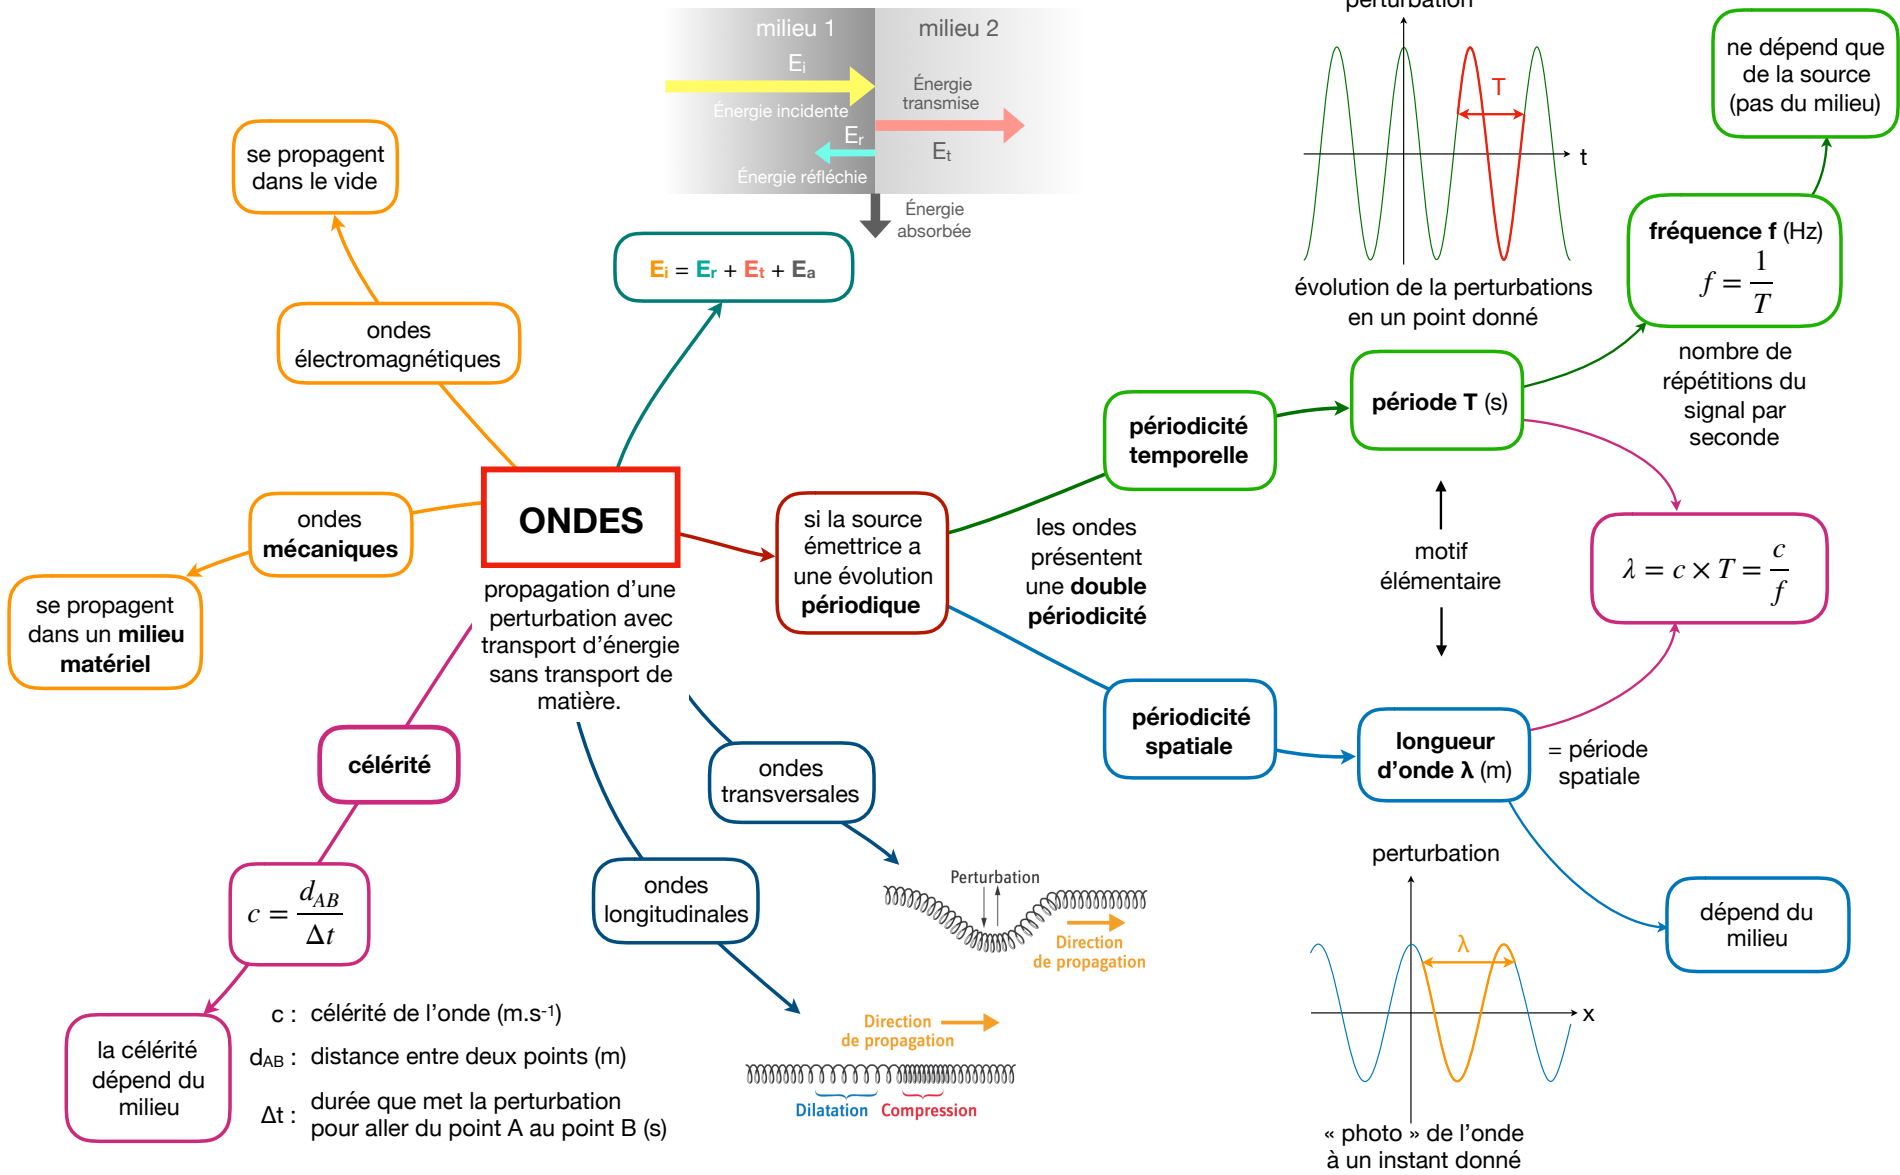 milieu 1
milieu 2
Ei
Énergie incidente
Énergie
transmise
Er
Et
Énergie réfléchie
Énergie
absorbée
Ei = Er + Et + Ea
se propagent
dans le vide
ondes
électromagnétiques
ondes
mécaniques
se propagent
dans un milieu
matériel
ONDES
propagation d’une
perturbation avec
transport d’énergie
sans transport de
matière.
célérité
c = dAB / Δt
la célérité
dépend du
milieu
c : célérité de l’onde (m.s-1)
dAB : distance entre deux points (m)
Δt : durée que met la perturbation
pour aller du point A au point B (s)
ondes
transversales
Perturbation
Direction
de propagation
ondes
longitudinales
Direction
de propagation
Dilatation
Compression
si la source
émettrice a
une évolution
périodique
les ondes
présentent
une double
périodicité
périodicité
temporelle
période T (s)
perturbation
T
t
évolution de la perturbations
en un point donné
fréquence f (Hz)
f = 1 / T
nombre de
répétitions du
signal par
seconde
ne dépend que
de la source
(pas du milieu)
motif
élémentaire
λ = c × T = c / f
périodicité
spatiale
longueur
d’onde λ (m)
= période
spatiale
dépend du
milieu
perturbation
λ
x
« photo » de l’onde
à un instant donné